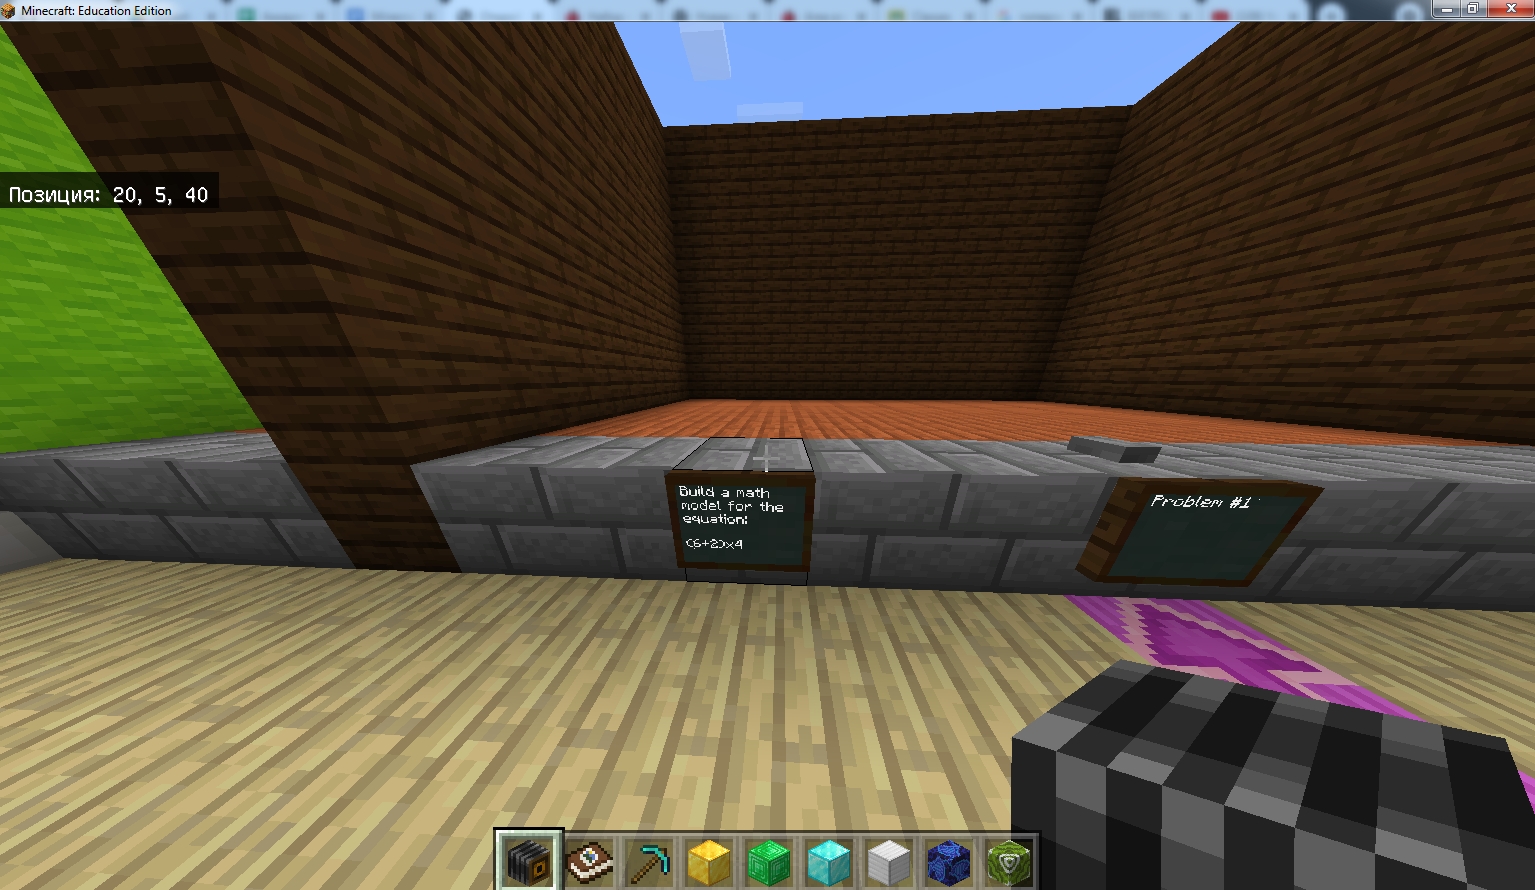 Minecraft: Education Edition
Позиция: 20, 5, 40
Build a math
model for the
equation:
(6+2)x4
Problem #1